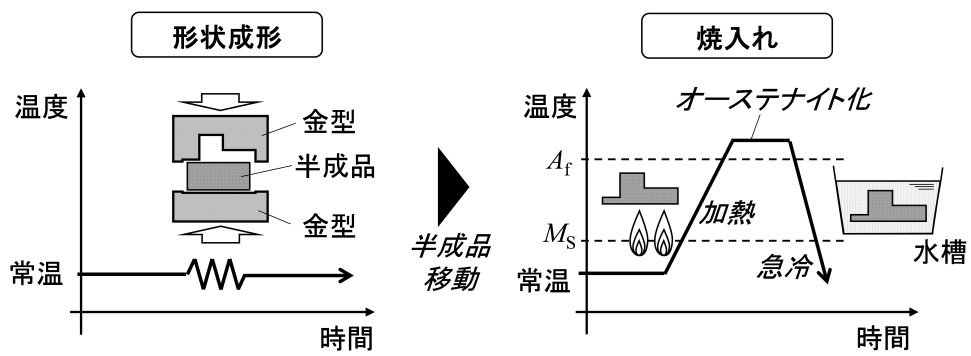 形状成形
温度
金型
半成品
金型
常温
時間
半成品
移動
焼入れ
温度
オーステナイト化
Af
加熱
MS
急冷
水槽
常温
時間